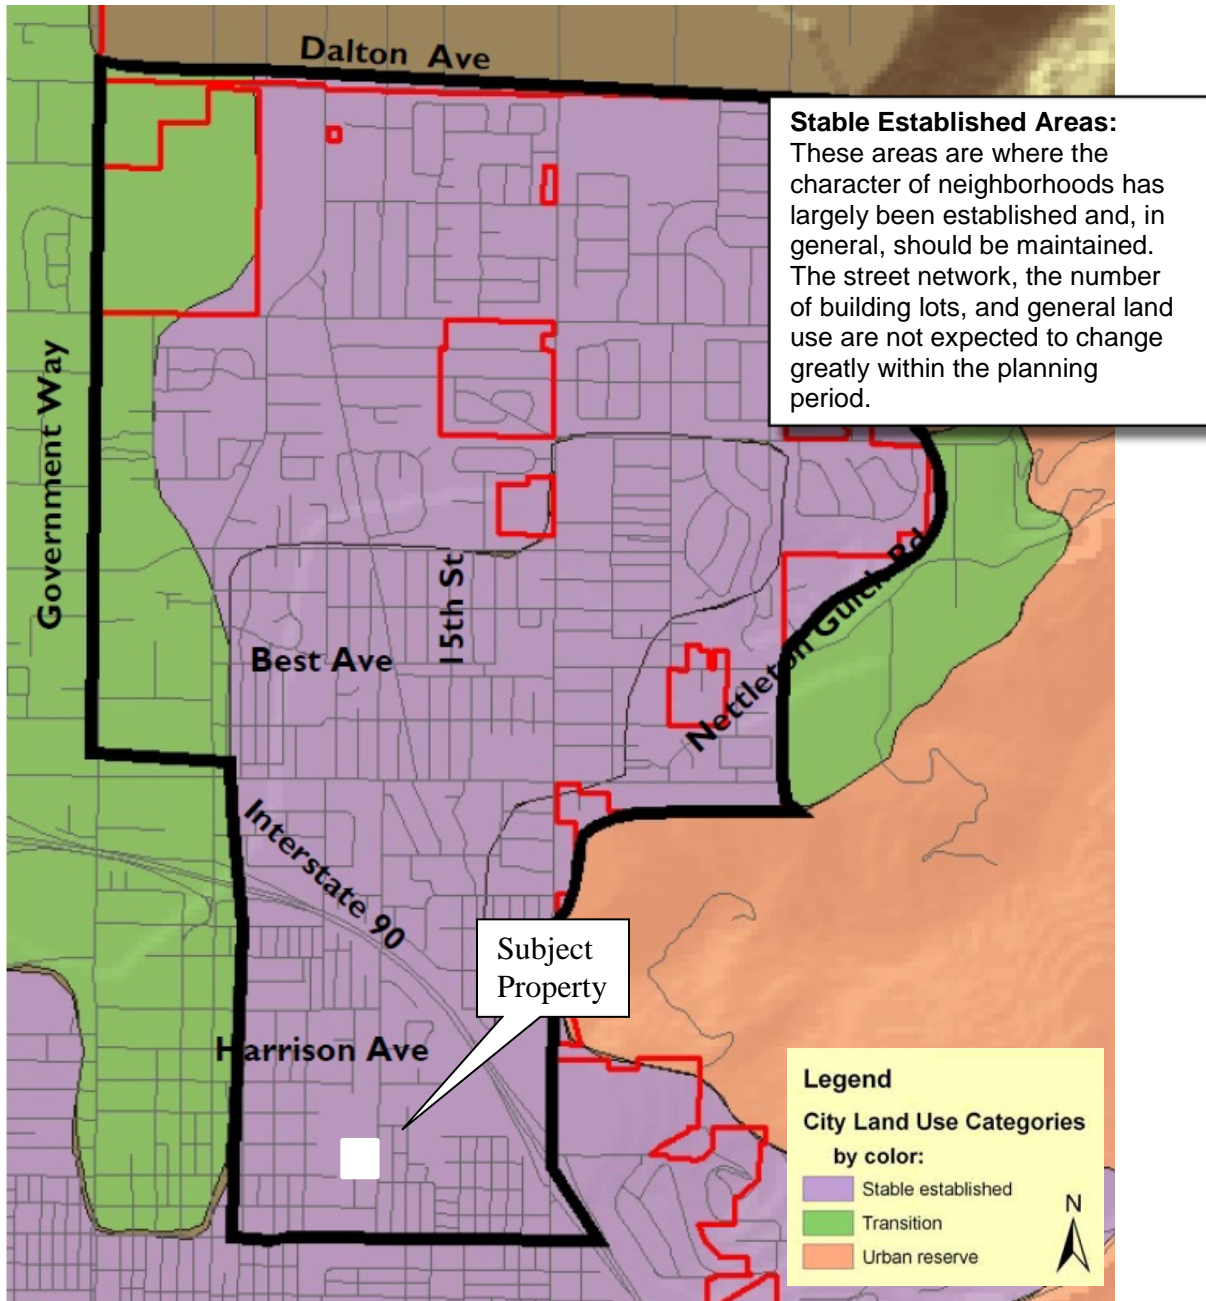 Dalton Ave
Stable Established Areas:
These areas are where the
character of neighborhoods has
largely been established and, in
general, should be maintained.
The street network, the number
of building lots, and general land
use are not expected to change
greatly within the planning
period.
Government Way
15th St
Best Ave
Nettleton Gulch Rd
Interstate 90
Subject
Property
Harrison Ave
Legend
City Land Use Categories
by color:
Stable established
Transition
Urban reserve
N